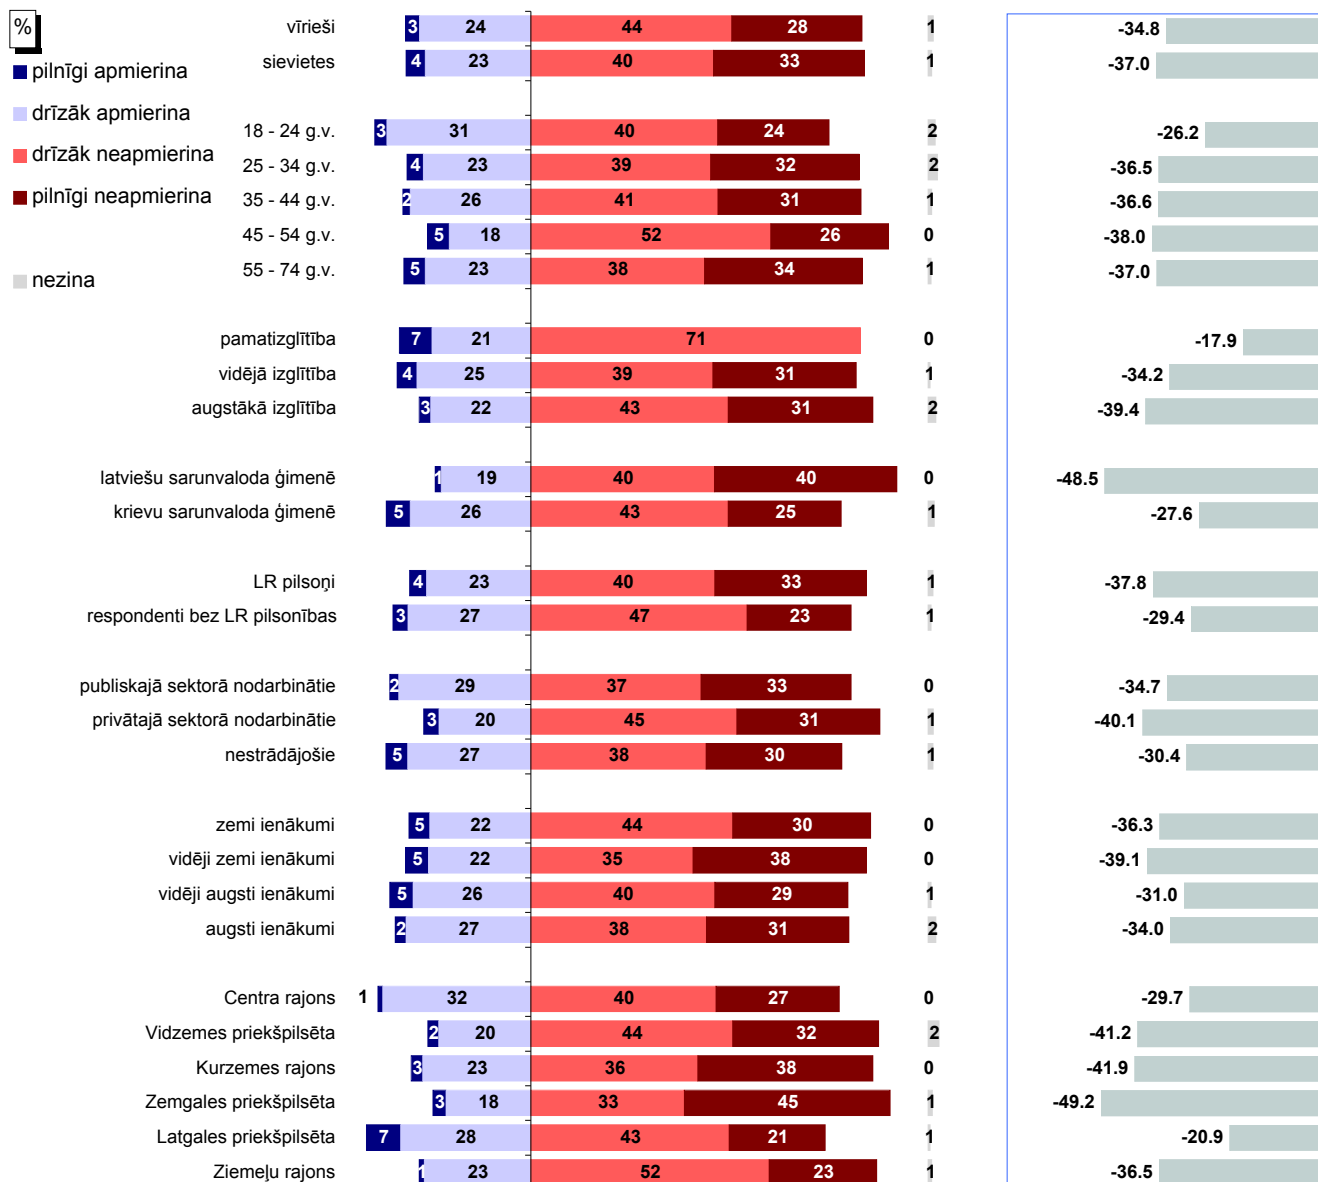 %
pilnīgi apmierina
drīzāk apmierina
drīzāk neapmierina
pilnīgi neapmierina
nezina
vīrieši 3 24 44 28 1 -34.8
sievietes 4 23 40 33 1 -37.0
18 - 24 g.v. 3 31 40 24 2 -26.2
25 - 34 g.v. 4 23 39 32 2 -36.5
35 - 44 g.v. 2 26 41 31 1 -36.6
45 - 54 g.v. 5 18 52 26 0 -38.0
55 - 74 g.v. 5 23 38 34 1 -37.0
pamatizglītība 7 21 71 0 -17.9
vidējā izglītība 4 25 39 31 1 -34.2
augstākā izglītība 3 22 43 31 2 -39.4
latviešu sarunvaloda ģimenē 1 19 40 40 0 -48.5
krievu sarunvaloda ģimenē 5 26 43 25 1 -27.6
LR pilsoņi 4 23 40 33 1 -37.8
respondenti bez LR pilsonības 3 27 47 23 1 -29.4
publiskajā sektorā nodarbinātie 2 29 37 33 0 -34.7
privātajā sektorā nodarbinātie 3 20 45 31 1 -40.1
nestrādājošie 5 27 38 30 1 -30.4
zemi ienākumi 5 22 44 30 0 -36.3
vidēji zemi ienākumi 5 22 35 38 0 -39.1
vidēji augsti ienākumi 5 26 40 29 1 -31.0
augsti ienākumi 2 27 38 31 2 -34.0
Centra rajons 1 32 40 27 0 -29.7
Vidzemes priekšpilsēta 2 20 44 32 2 -41.2
Kurzemes rajons 3 23 36 38 0 -41.9
Zemgales priekšpilsēta 3 18 33 45 1 -49.2
Latgales priekšpilsēta 7 28 43 21 1 -20.9
Ziemeļu rajons 1 23 52 23 1 -36.5